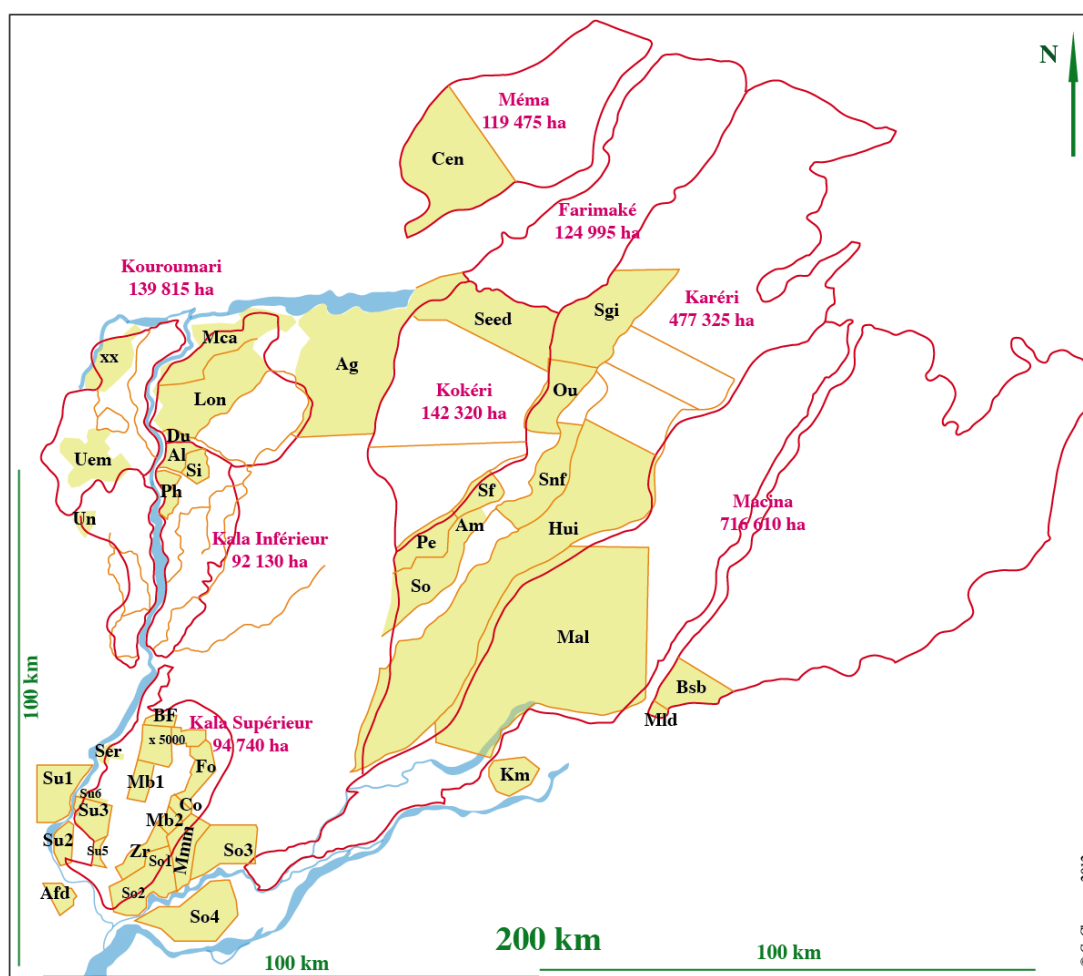 N
Méma
119 475 ha
Cen
Farimaké
124 995 ha
Kouroumari
139 815 ha
Karéri
477 325 ha
Seed
Sgi
xx
Mca
Ag
Lon
Kokéri
142 320 ha
Ou
Du
Al
Si
Uem
Ph
Sf
Snf
Macina
716 610 ha
Un
Am
Hui
Kala Inférieur
92 130 ha
Pe
So
Mal
100 km
Bsb
Mld
BF
Kala Supérieur
94 740 ha
x 5000
Ser
Su1
Mb1
Fo
Km
Su6
Su3
Co
Mb2
Su2
Su5
Zr
So1
Mmm
So3
Afd
So2
So4
200 km
100 km
100 km